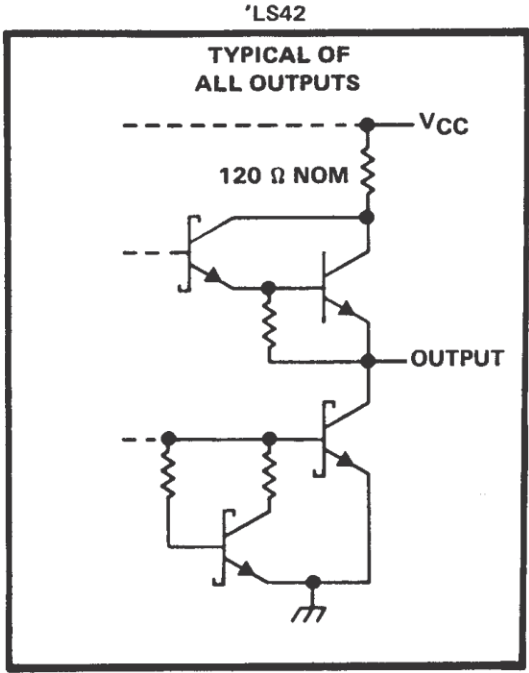 'LS42
TYPICAL OF
ALL OUTPUTS
VCC
120 Ω NOM
OUTPUT